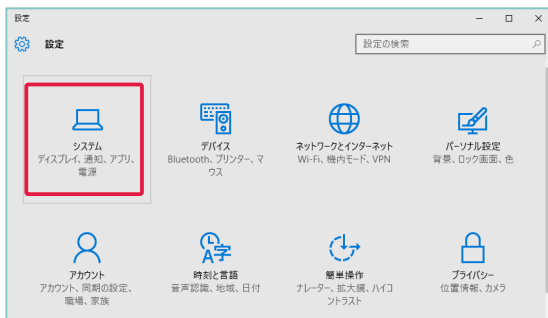 設定
設定
設定の検索
システム
ディスプレイ、通知、アプリ、
電源
デバイス
Bluetooth、プリンター、マ
ウス
ネットワークとインターネット
Wi-Fi、機内モード、VPN
パーソナル設定
背景、ロック画面、色
アカウント
アカウント、同期の設定、
職場、家族
時刻と言語
音声認識、地域、日付
簡単操作
ナレーター、拡大鏡、ハイコ
ントラスト
プライバシー
位置情報、カメラ